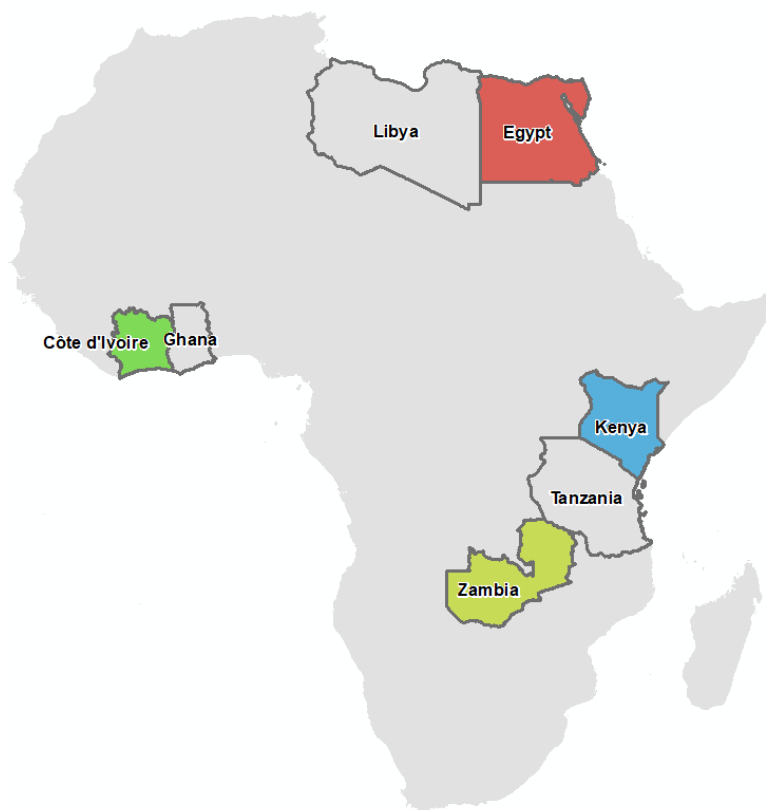 Libya
Egypt
Côte d'Ivoire
Ghana
Kenya
Tanzania
Zambia